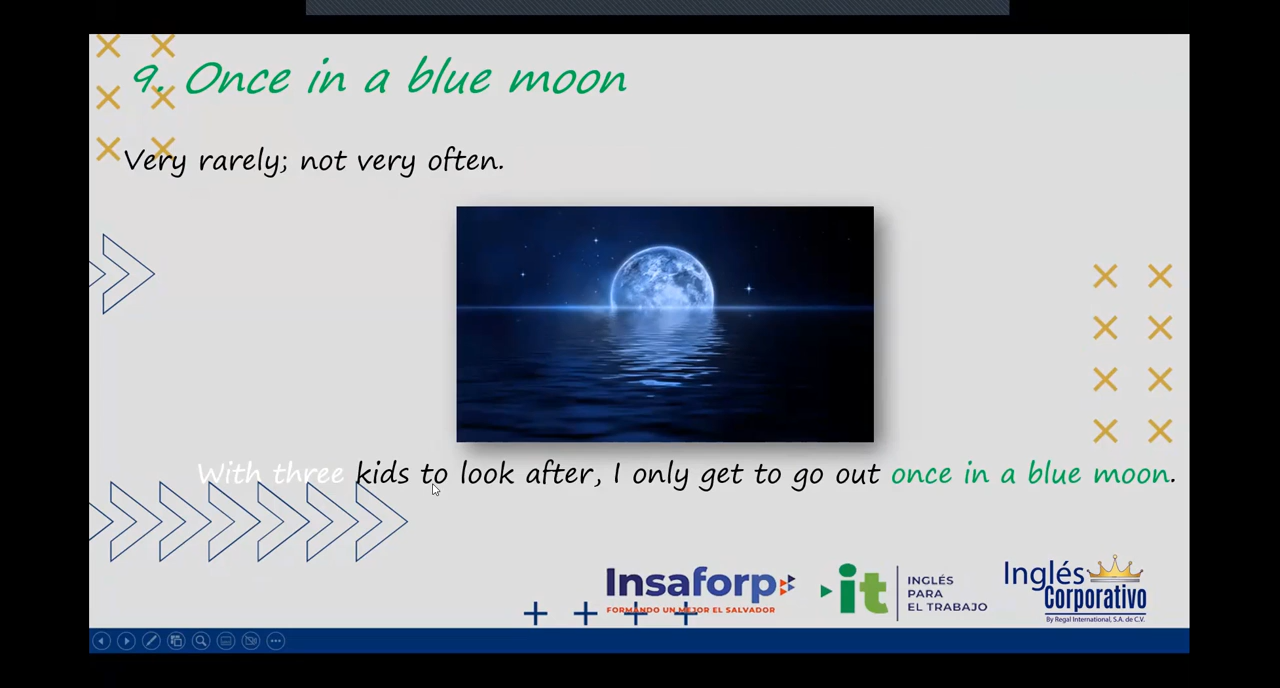 9. Once in a blue moon
Very rarely; not very often.
With three kids to look after, I only get to go out once in a blue moon.
Insaforp
FORMANDO UN MEJOR EL SALVADOR
it
INGLÉS
PARA
EL TRABAJO
Inglés
Corporativo
By Regal International, S.A. de C.V.